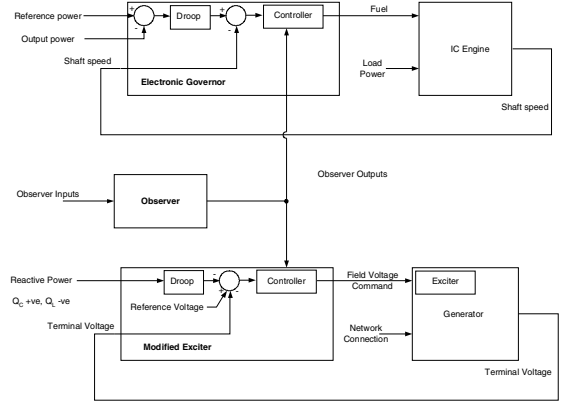 Reference power
+
-
Droop
+
-
Controller
Fuel
Output power
IC Engine
Shaft speed
Load
Power
Electronic Governor
Shaft speed
Observer Outputs
Observer Inputs
Observer
Reactive Power
Droop
-
+
-
Controller
Field Voltage
Command
Exciter
Q_C +ve, Q_L -ve
Reference Voltage
Generator
Terminal Voltage
Network
Connection
Modified Exciter
Terminal Voltage